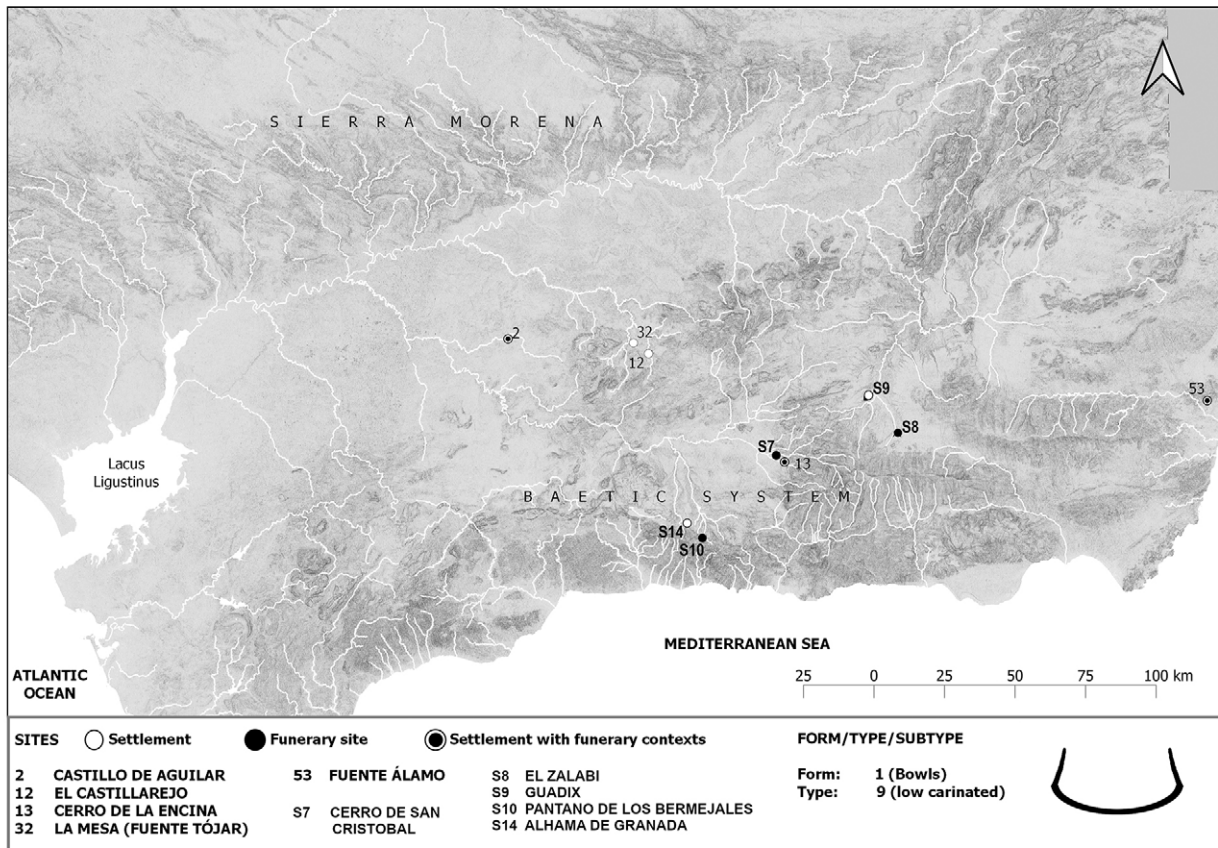 SIERRA MORENA
2
32
12
S9
53
S8
S7
13
Lacus
Ligustinus
BAETIC SYSTEM
S14
S10
MEDITERRANEAN SEA
ATLANTIC
OCEAN
25 0 25 50 75 100 km
SITES Settlement Funerary site Settlement with funerary contexts
2 CASTILLO DE AGUILAR
12 EL CASTILLAREJO
13 CERRO DE LA ENCINA
32 LA MESA (FUENTE TÓJAR)
53 FUENTE ÁLAMO
S7 CERRO DE SAN
CRISTOBAL
S8 EL ZALABI
S9 GUADIX
S10 PANTANO DE LOS BERMEJALES
S14 ALHAMA DE GRANADA
FORM/TYPE/SUBTYPE
Form: 1 (Bowls)
Type: 9 (low carinated)